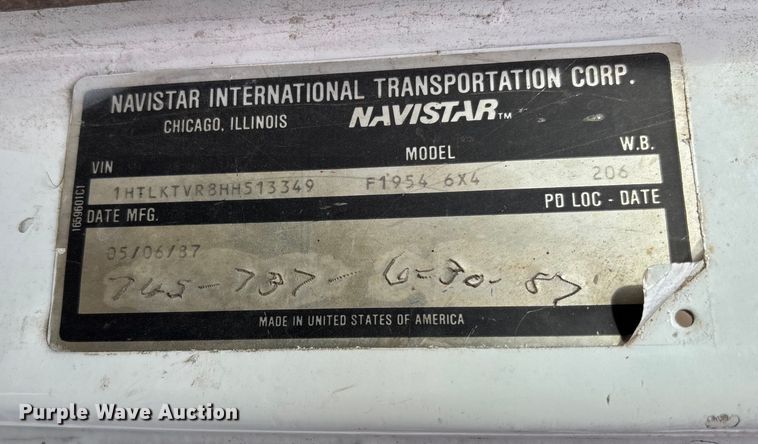 NAVISTAR INTERNATIONAL TRANSPORTATION CORP.
CHICAGO, ILLINOIS NAVISTAR™
VIN MODEL W.B.
1HTLKTVR8HH513349 F1954 6X4 206
1659601C1
DATE MFG. PD LOC - DATE
05/06/87
765-737-6-30-87
MADE IN UNITED STATES OF AMERICA
Purple Wave Auction